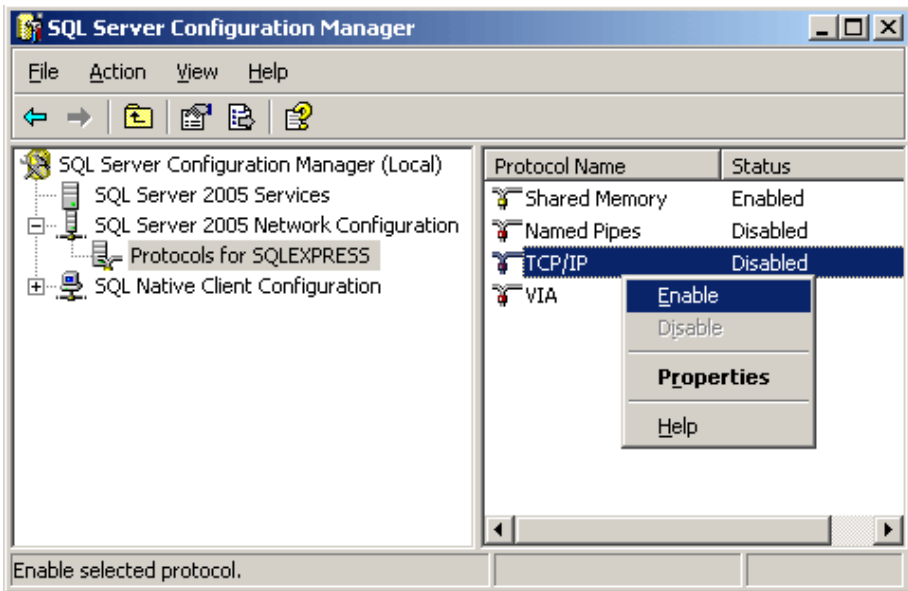 SQL Server Configuration Manager
File Action View Help
SQL Server Configuration Manager (Local)
SQL Server 2005 Services
SQL Server 2005 Network Configuration
Protocols for SQLEXPRESS
SQL Native Client Configuration
Protocol Name Status
Shared Memory Enabled
Named Pipes Disabled
TCP/IP Disabled
VIA
Enable
Disable
Properties
Help
Enable selected protocol.